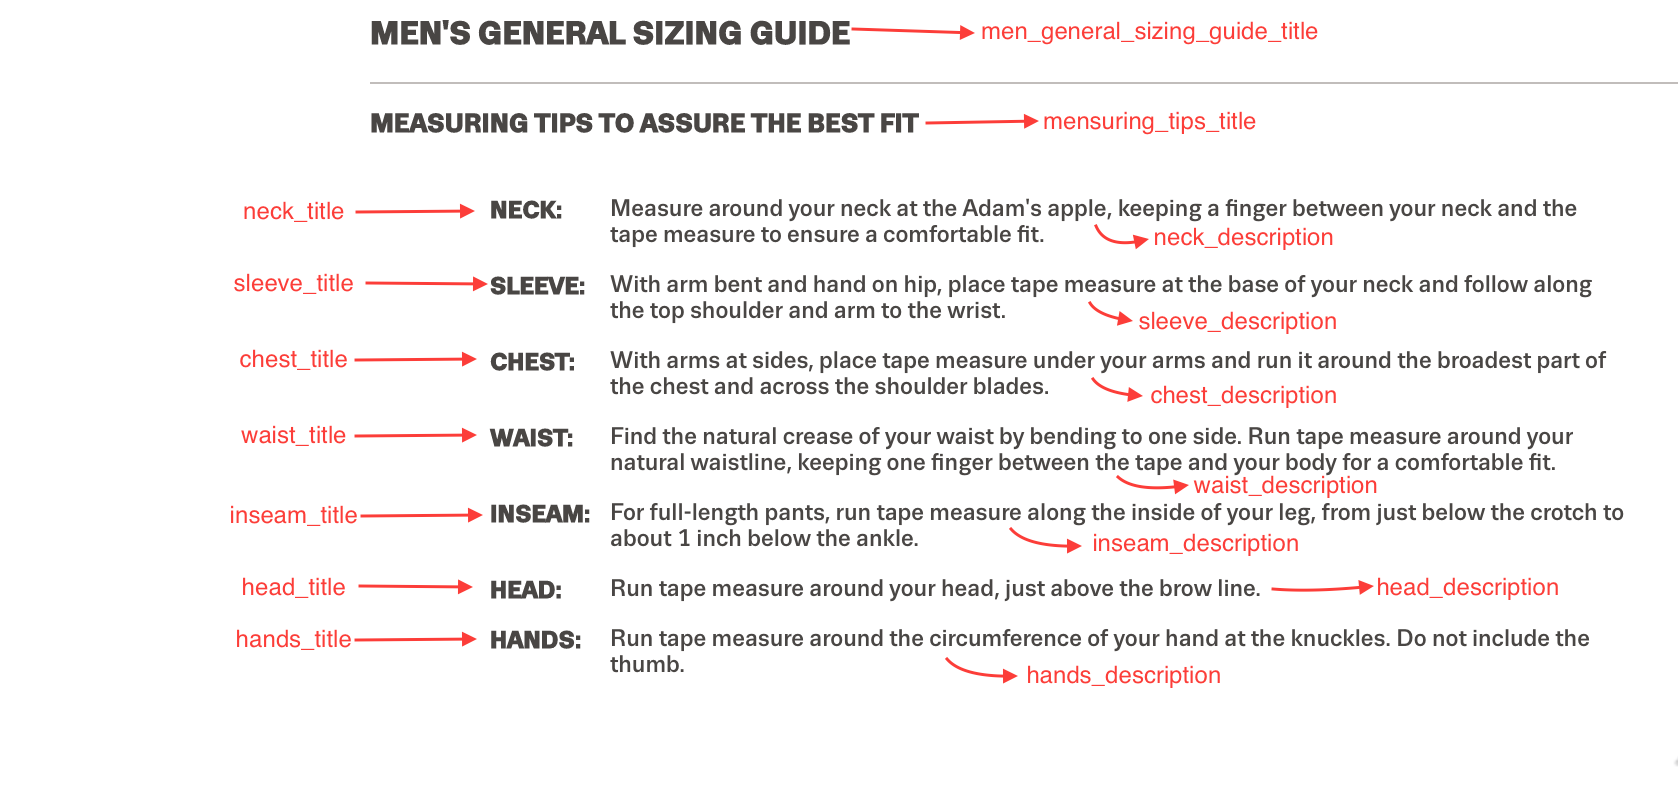 MEN'S GENERAL SIZING GUIDE men_general_sizing_guide_title
MEASURING TIPS TO ASSURE THE BEST FIT mensuring_tips_title
neck_title NECK: Measure around your neck at the Adam's apple, keeping a finger between your neck and the
tape measure to ensure a comfortable fit. neck_description
sleeve_title SLEEVE: With arm bent and hand on hip, place tape measure at the base of your neck and follow along
the top shoulder and arm to the wrist. sleeve_description
chest_title CHEST: With arms at sides, place tape measure under your arms and run it around the broadest part of
the chest and across the shoulder blades. chest_description
waist_title WAIST: Find the natural crease of your waist by bending to one side. Run tape measure around your
natural waistline, keeping one finger between the tape and your body for a comfortable fit.
waist_description
inseam_title INSEAM: For full-length pants, run tape measure along the inside of your leg, from just below the crotch to
about 1 inch below the ankle. inseam_description
head_title HEAD: Run tape measure around your head, just above the brow line. head_description
hands_title HANDS: Run tape measure around the circumference of your hand at the knuckles. Do not include the
thumb. hands_description